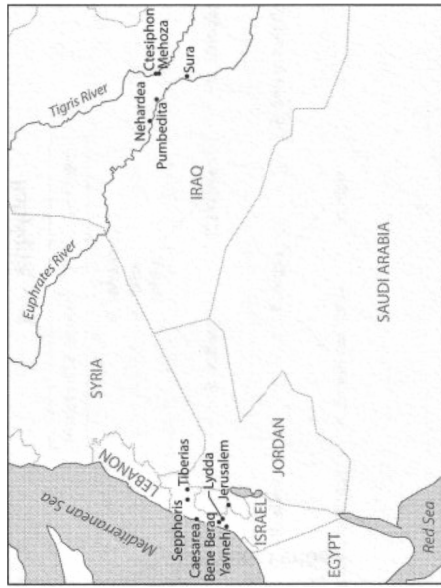 Tigris River
Ctesiphon
Mehoza
Nehardea
Pumbedita
Sura
Euphrates River
IRAQ
SYRIA
LEBANON
Mediterranean Sea
Sepphoris
Tiberias
Caesarea
Bene Beraq
Lydda
Yavneh
Jerusalem
ISRAEL
JORDAN
SAUDI ARABIA
EGYPT
Red Sea